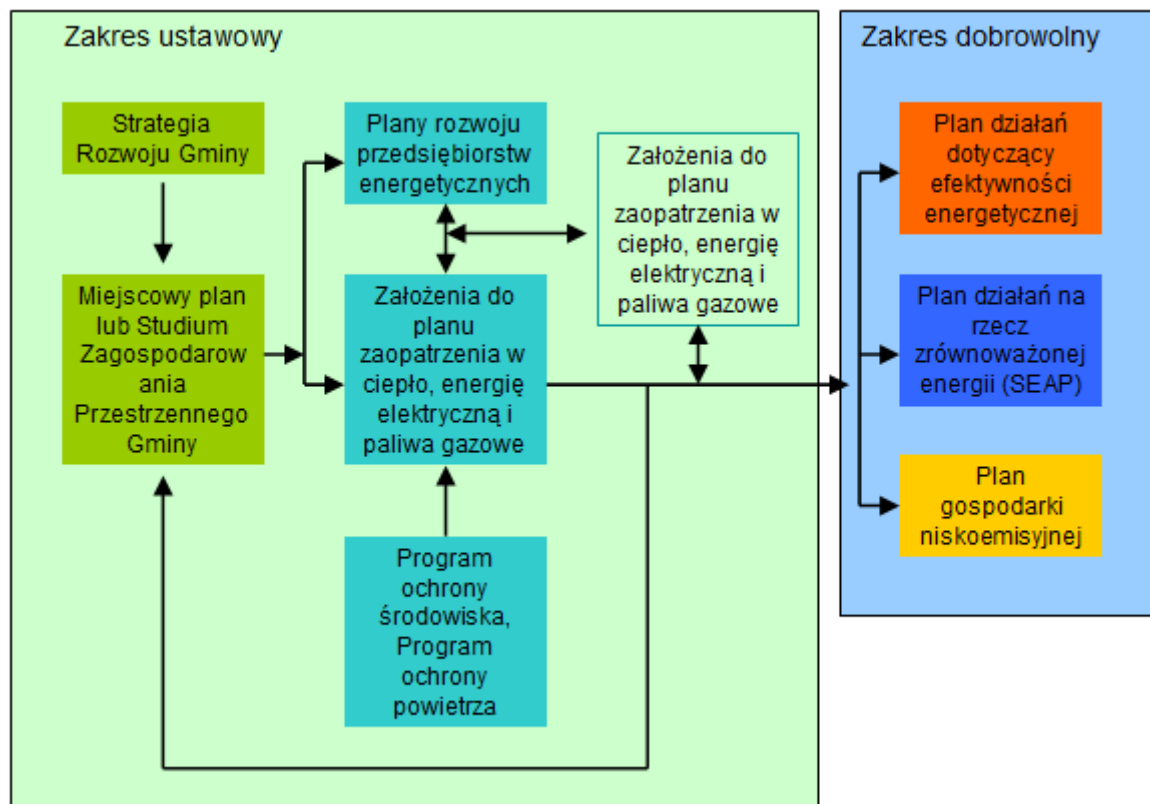 Zakres ustawowy
Strategia
Rozwoju Gminy
Plany rozwoju
przedsiębiorstw
energetycznych
Założenia do
planu
zaopatrzenia w
ciepło, energię
elektryczną i
paliwa gazowe
Miejscowy plan
lub Studium
Zagospodarow
ania
Przestrzennego
Gminy
Założenia do
planu
zaopatrzenia w
ciepło, energię
elektryczną i
paliwa gazowe
Program
ochrony
środowiska,
Program
ochrony
powietrza
Zakres dobrowolny
Plan działań
dotyczący
efektywności
energetycznej
Plan działań na
rzecz
zrównoważonej
energii (SEAP)
Plan
gospodarki
niskoemisyjnej